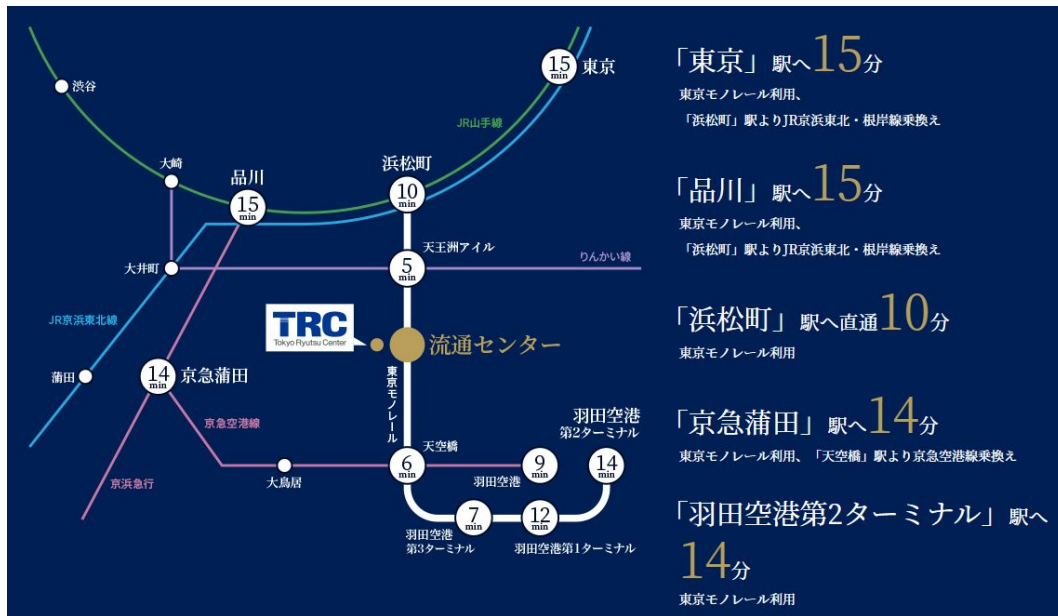 15
min
東京
渋谷
JR山手線
大崎
品川
15
min
浜松町
10
min
天王洲アイル
5
min
りんかい線
大井町
JR京浜東北線
TRC
Tokyo Ryutsu Center
流通センター
蒲田
14
min
京急蒲田
東京モノレール
京急空港線
京浜急行
大鳥居
天空橋
6
min
羽田空港
9
min
羽田空港
第2ターミナル
14
min
7
min
羽田空港
第3ターミナル
12
min
羽田空港第1ターミナル
「東京」駅へ15分
東京モノレール利用、
「浜松町」駅よりJR京浜東北・根岸線乗換え
「品川」駅へ15分
東京モノレール利用、
「浜松町」駅よりJR京浜東北・根岸線乗換え
「浜松町」駅へ直通10分
東京モノレール利用
「京急蒲田」駅へ14分
東京モノレール利用、「天空橋」駅より京急空港線乗換え
「羽田空港第2ターミナル」駅へ
14分
東京モノレール利用